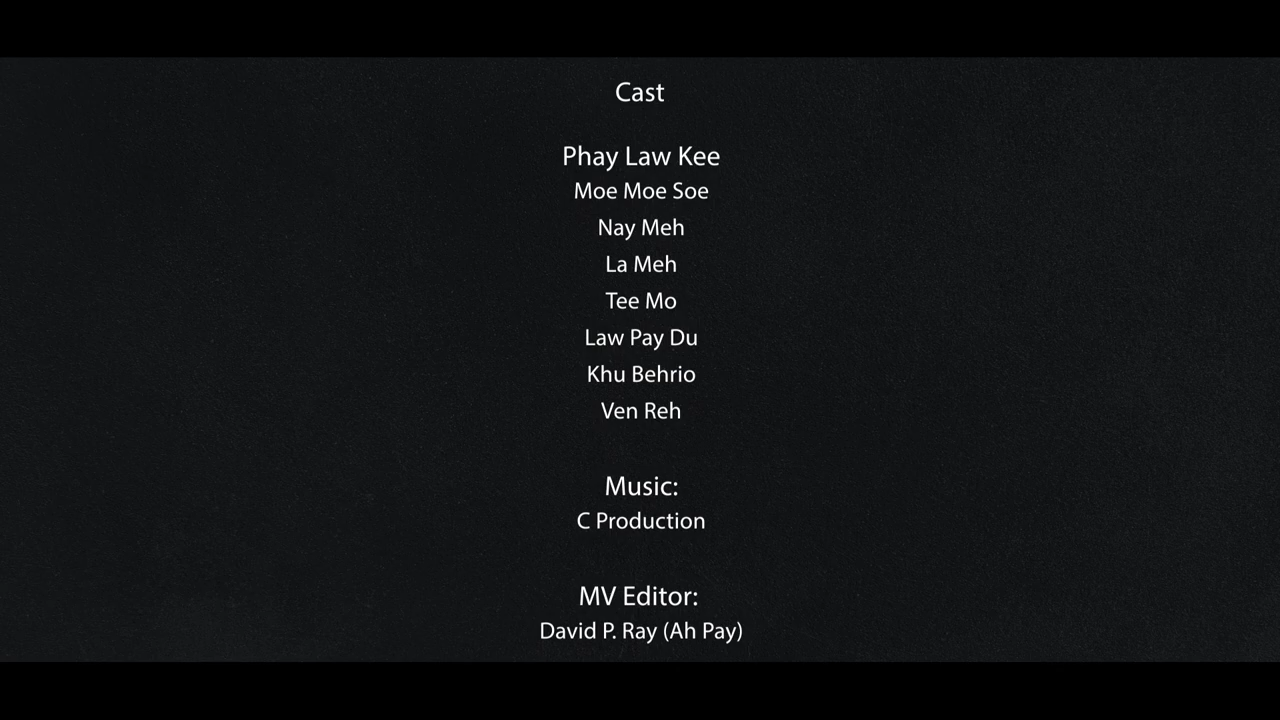 Cast
Phay Law Kee
Moe Moe Soe
Nay Meh
La Meh
Tee Mo
Law Pay Du
Khu Behrio
Ven Reh
Music:
C Production
MV Editor:
David P. Ray (Ah Pay)